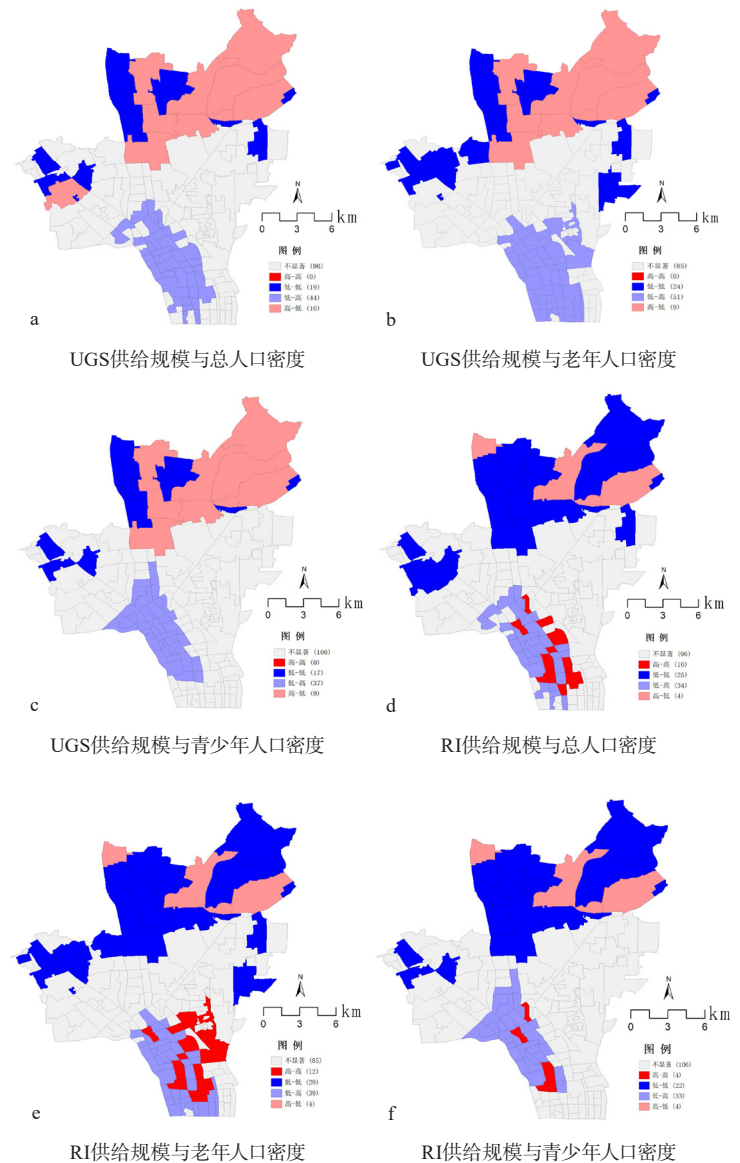 N
0 3 6 km
图 例
不显著 (96)
高-高 (0)
低-低 (19)
低-高 (44)
高-低 (10)
a
UGS供给规模与总人口密度
N
0 3 6 km
图 例
不显著 (85)
高-高 (0)
低-低 (24)
低-高 (51)
高-低 (9)
b
UGS供给规模与老年人口密度
N
0 3 6 km
图 例
不显著 (106)
高-高 (0)
低-低 (17)
低-高 (37)
高-低 (9)
c
UGS供给规模与青少年人口密度
N
0 3 6 km
图 例
不显著 (96)
高-高 (10)
低-低 (25)
低-高 (34)
高-低 (4)
d
RI供给规模与总人口密度
N
0 3 6 km
图 例
不显著 (85)
高-高 (12)
低-低 (29)
低-高 (39)
高-低 (4)
e
RI供给规模与老年人口密度
N
0 3 6 km
图 例
不显著 (106)
高-高 (4)
低-低 (22)
低-高 (33)
高-低 (4)
f
RI供给规模与青少年人口密度